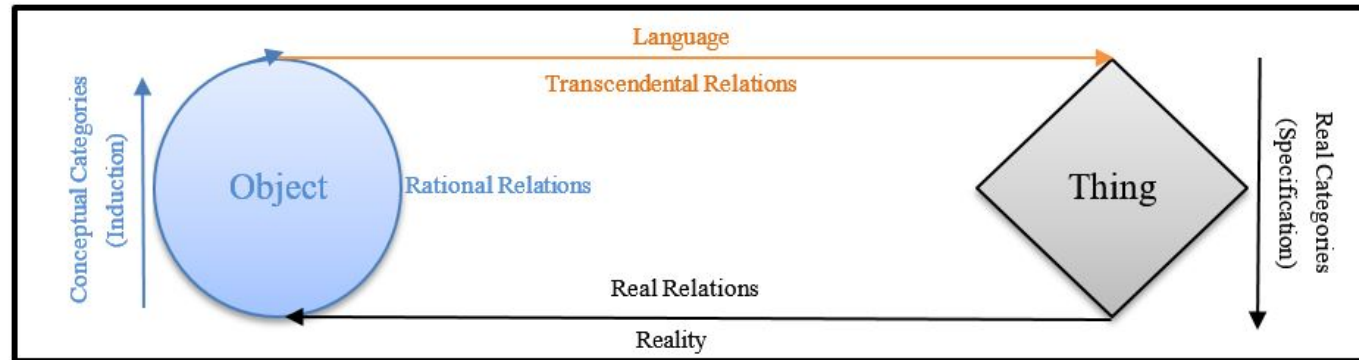 Language
Transcendental Relations
Conceptual Categories
(Induction)
Object
Rational Relations
Thing
Real Categories
(Specification)
Real Relations
Reality